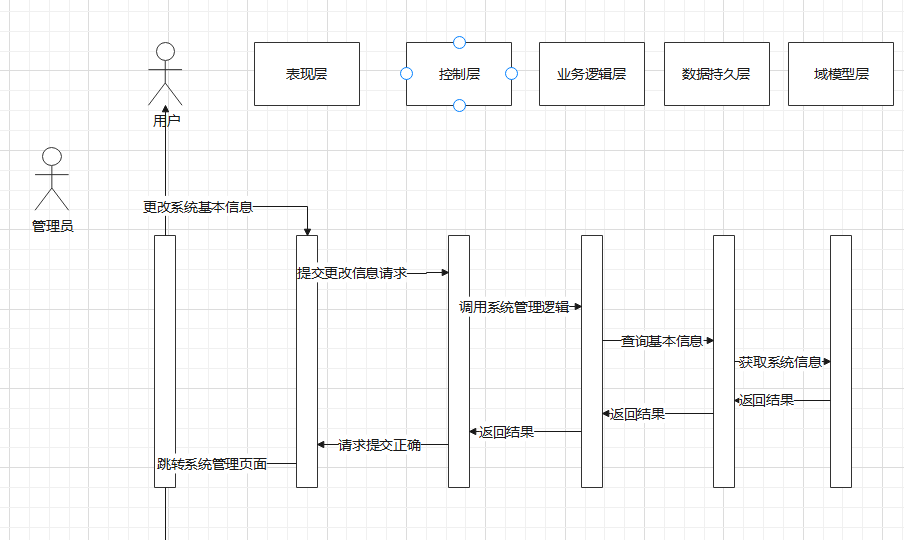 表现层
控制层
业务逻辑层
数据持久层
域模型层
用户
管理员
更改系统基本信息
提交更改信息请求
调用系统管理逻辑
查询基本信息
获取系统信息
返回结果
返回结果
返回结果
请求提交正确
跳转系统管理页面